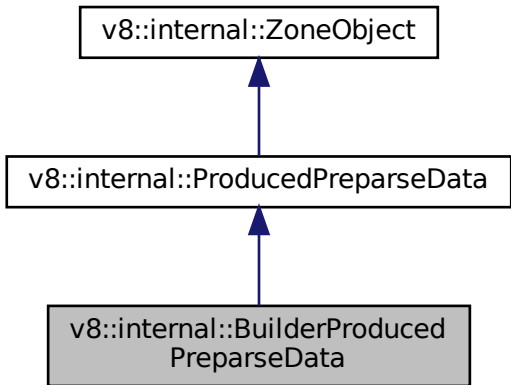 v8::internal::ZoneObject
v8::internal::ProducedPreparseData
v8::internal::BuilderProduced
PreparseData